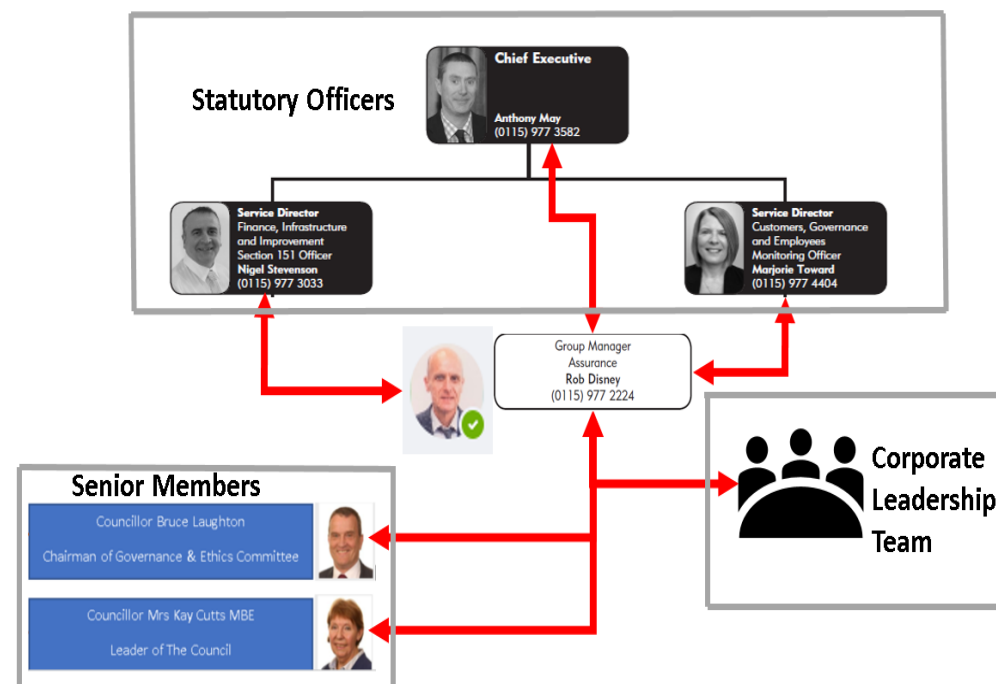 Statutory Officers
Chief Executive
Anthony May
(0115) 977 3582
Service Director
Finance, Infrastructure
and Improvement
Section 151 Officer
Nigel Stevenson
(0115) 977 3033
Service Director
Customers, Governance
and Employees
Monitoring Officer
Marjorie Toward
(0115) 977 4404
Group Manager
Assurance
Rob Disney
(0115) 977 2224
Senior Members
Councillor Bruce Laughton
Chairman of Governance & Ethics Committee
Councillor Mrs Kay Cutts MBE
Leader of The Council
Corporate
Leadership
Team